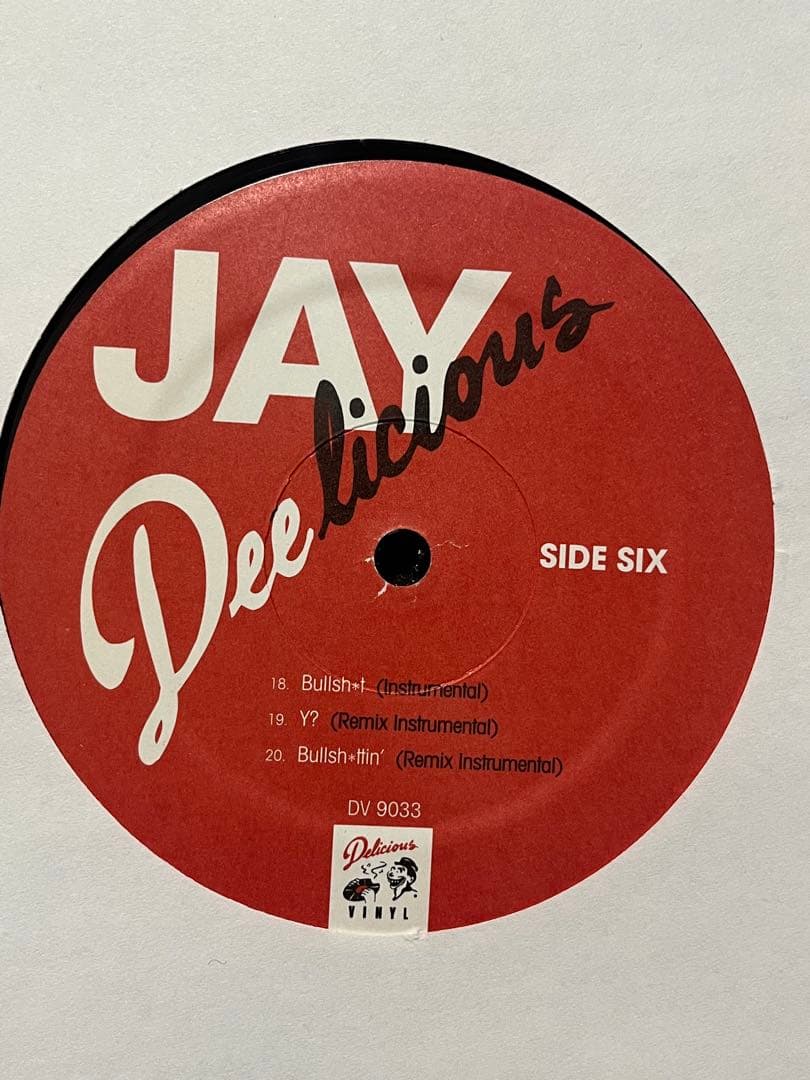 JAY
Deelicious
SIDE SIX
18. Bullsh*t (Instrumental)
19. Y? (Remix Instrumental)
20. Bullsh*ttin' (Remix Instrumental)
DV 9033
Delicious
VINYL